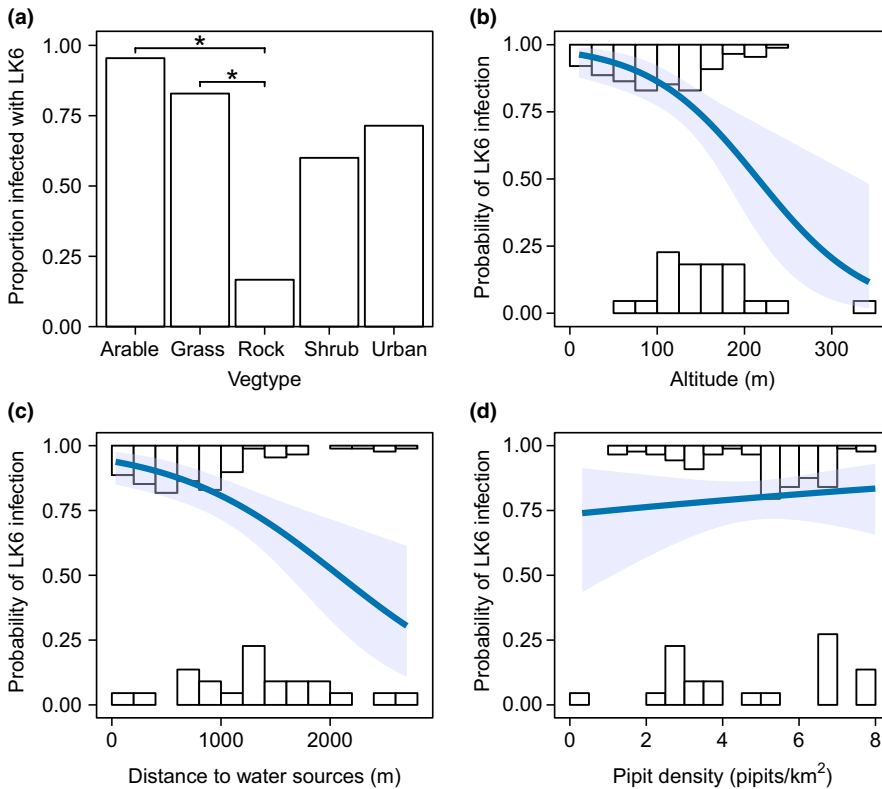 (a)
Proportion infected with LK6
1.00
0.75
0.50
0.25
0.00
*
*
Arable Grass Rock Shrub Urban
Vegtype
(b)
Probability of LK6 infection
1.00
0.75
0.50
0.25
0.00
0 100 200 300
Altitude (m)
(c)
Probability of LK6 infection
1.00
0.75
0.50
0.25
0.00
0 1000 2000
Distance to water sources (m)
(d)
Probability of LK6 infection
1.00
0.75
0.50
0.25
0.00
0 2 4 6 8
Pipit density (pipits/km²)